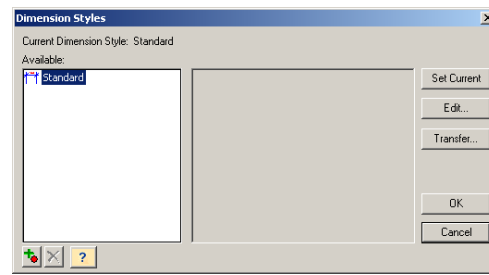 Dimension Styles
Current Dimension Style: Standard
Available:
Standard
Set Current
Edit...
Transfer...
OK
Cancel
?